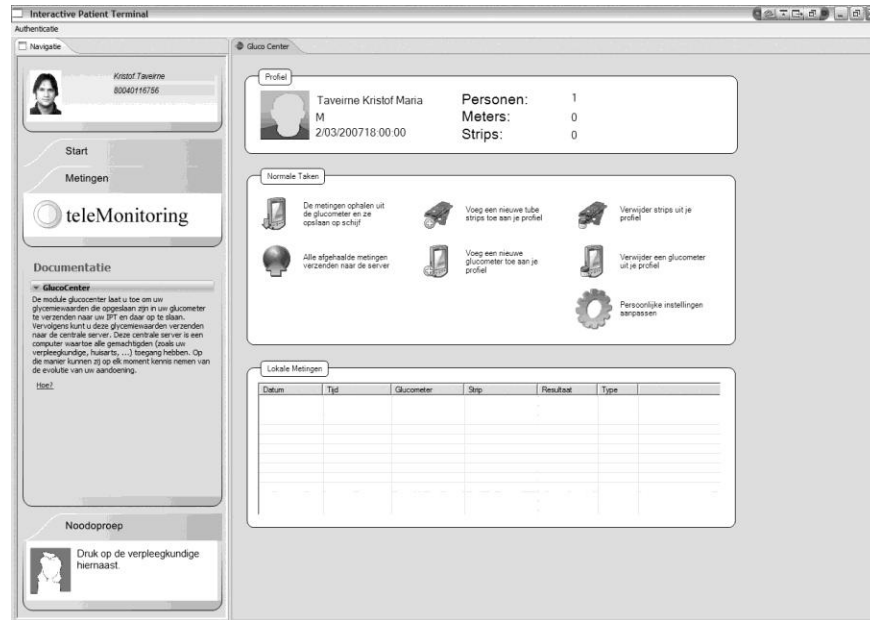 Interactive Patient Terminal
Authenticatie
Navigatie
Kristof Taveirne
80040116756
Start
Metingen
teleMonitoring
Documentatie
GlucoCenter
De module glucocenter laat u toe om uw
glycemiewaarden die opgeslaan zijn in uw glucometer
te verzenden naar uw IPT en daar op te slaan.
Vervolgens kunt u deze glycemiewaarden verzenden
naar de centrale server. Deze centrale server is een
computer waartoe alle gemachtigden (zoals uw
verpleegkundige, huisarts, ...) toegang hebben. Op
die manier kunnen zij op elk moment kennis nemen van
de evolutie van uw aandoening.
Hoe?
Noodoproep
Druk op de verpleegkundige
hiernaast.
Gluco Center
Profiel
Taveirne Kristof Maria
M
2/03/200718:00:00
Personen: 1
Meters: 0
Strips: 0
Normale Taken
De metingen ophalen uit
de glucometer en ze
opslaan op schijf
Voeg een nieuwe tube
strips toe aan je profiel
Verwijder strips uit je
profiel
Alle afgehaalde metingen
verzenden naar de server
Voeg een nieuwe
glucometer toe aan je
profiel
Verwijder een glucometer
uit je profiel
Persoonlijke instellingen
aanpassen
Lokale Metingen
Datum Tijd Glucometer Strip Resultaat Type